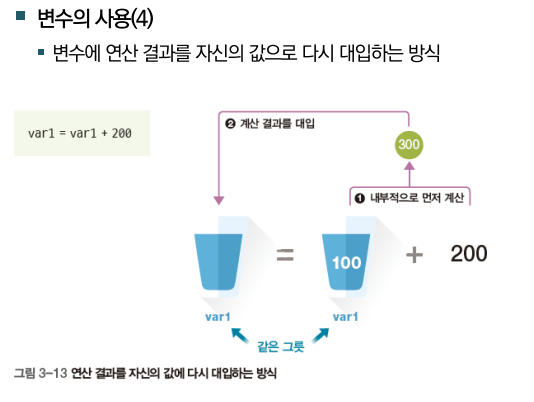 변수의 사용(4)
변수에 연산 결과를 자신의 값으로 다시 대입하는 방식
var1 = var1 + 200
❷ 계산 결과를 대입
300
❶ 내부적으로 먼저 계산
= 100 + 200
var1 var1
같은 그릇
그림 3-13 연산 결과를 자신의 값에 다시 대입하는 방식